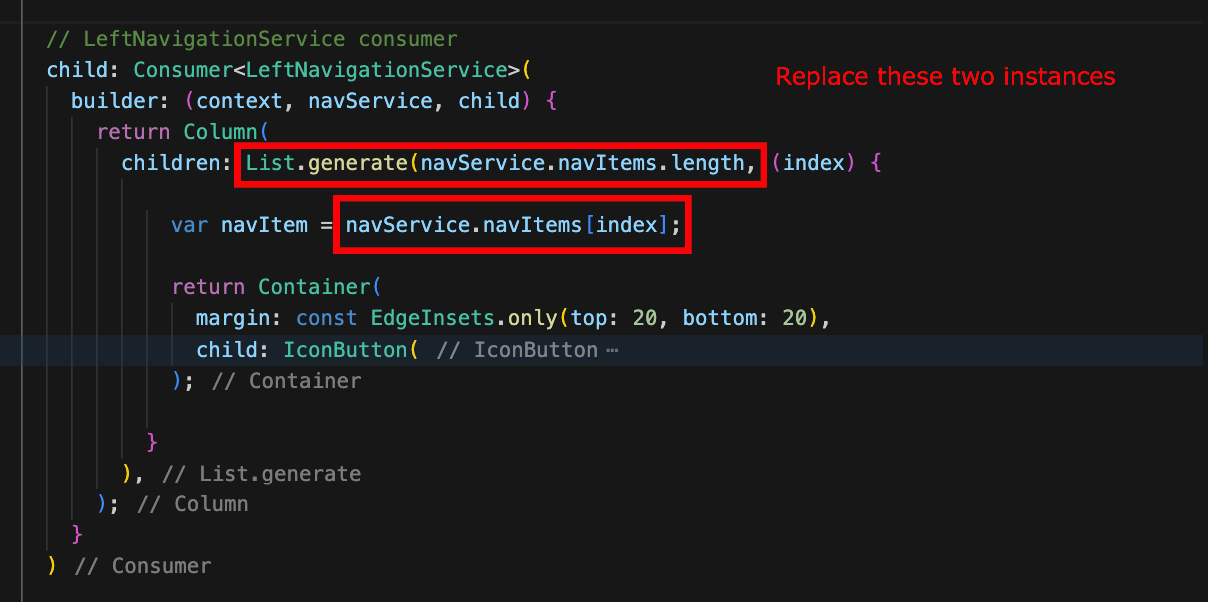 // LeftNavigationService consumer
child: Consumer<LeftNavigationService>(
Replace these two instances
builder: (context, navService, child) {
return Column(
children: List.generate(navService.navItems.length, (index) {
var navItem = navService.navItems[index];
return Container(
margin: const EdgeInsets.only(top: 20, bottom: 20),
child: IconButton( // IconButton ⋯
); // Container
}
), // List.generate
); // Column
}
) // Consumer